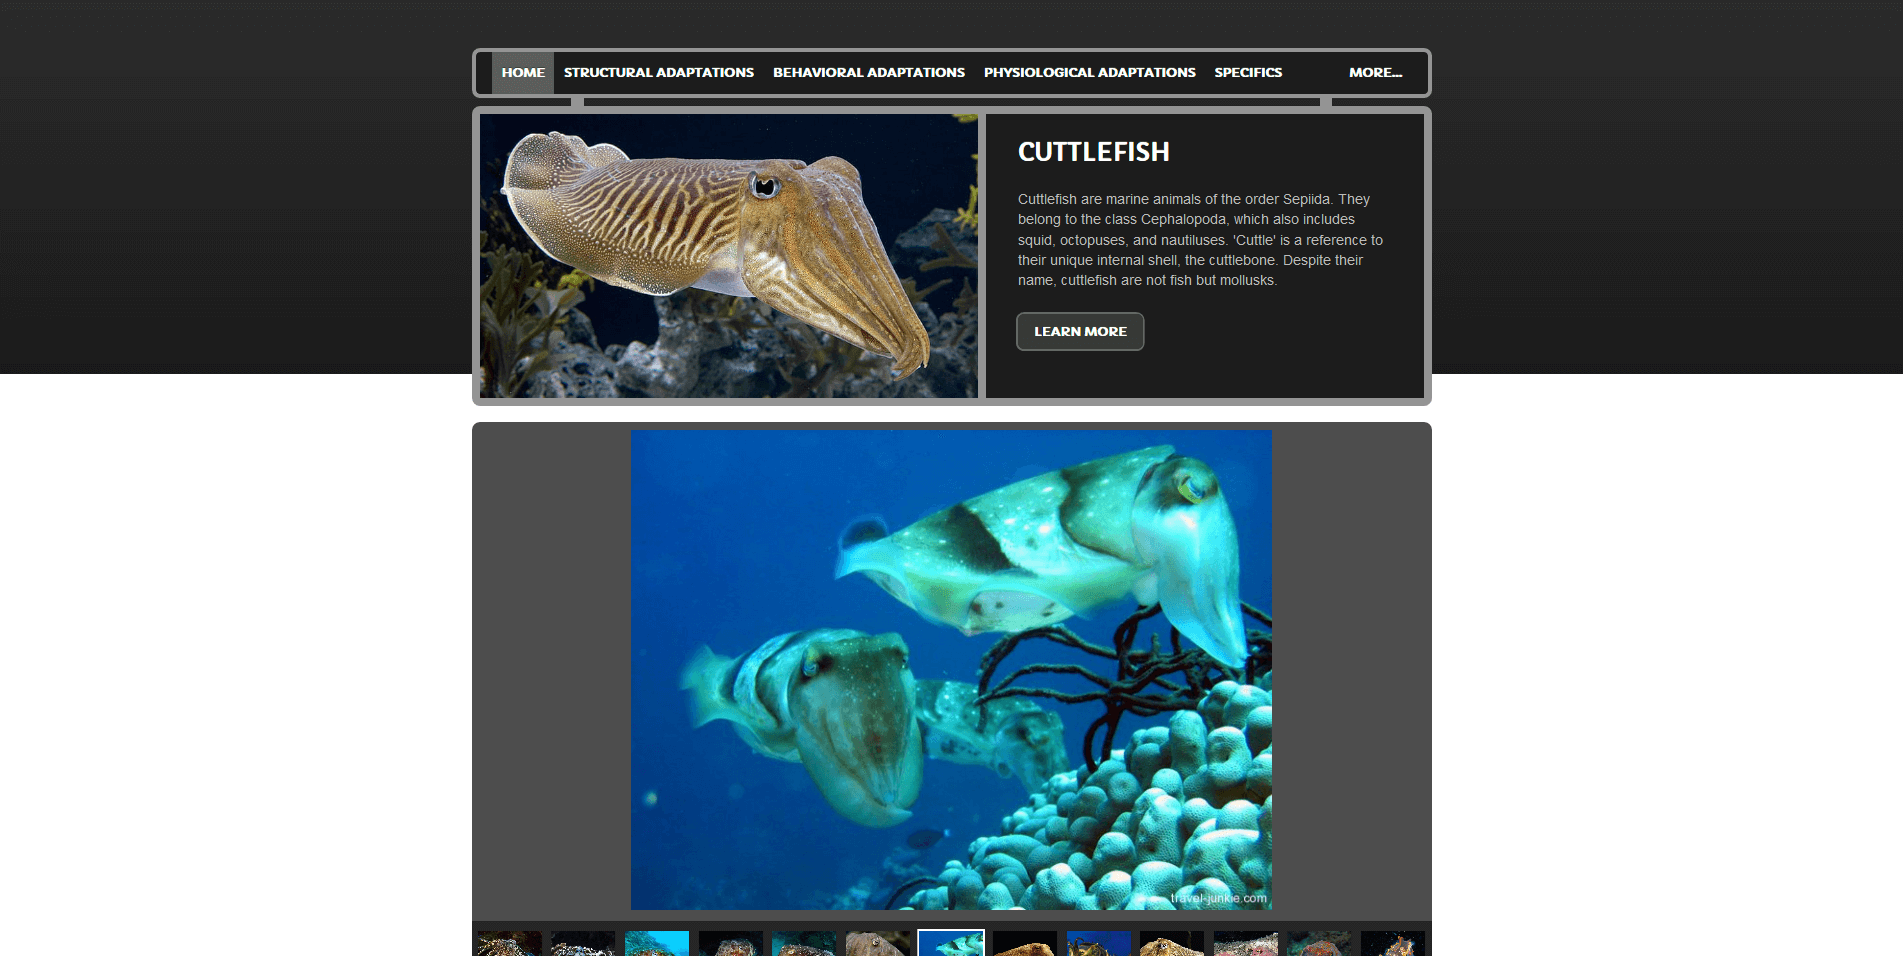 HOME STRUCTURAL ADAPTATIONS BEHAVIORAL ADAPTATIONS PHYSIOLOGICAL ADAPTATIONS SPECIFICS MORE...
CUTTLEFISH
Cuttlefish are marine animals of the order Sepiida. They
belong to the class Cephalopoda, which also includes
squid, octopuses, and nautiluses. 'Cuttle' is a reference to
their unique internal shell, the cuttlebone. Despite their
name, cuttlefish are not fish but mollusks.
LEARN MORE
travel-junkie.com